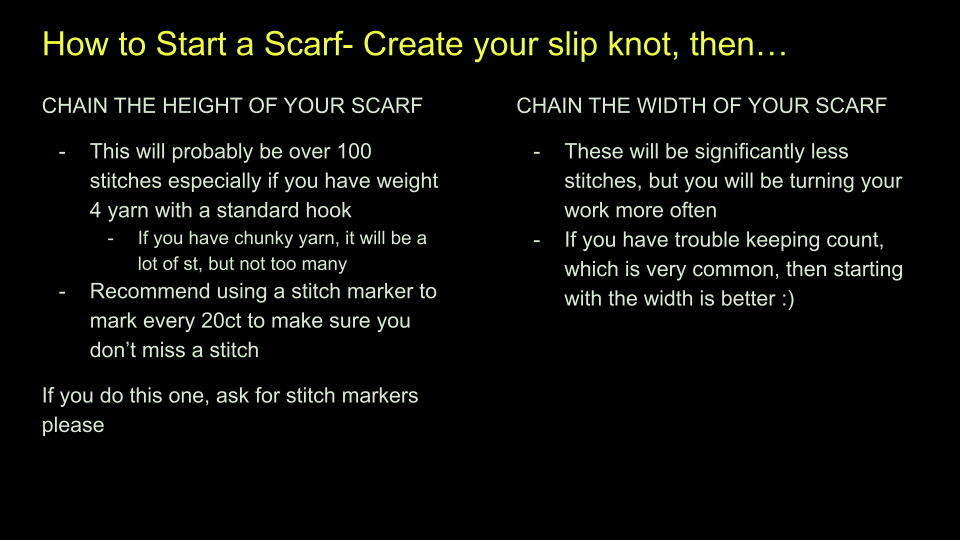 How to Start a Scarf- Create your slip knot, then…
CHAIN THE HEIGHT OF YOUR SCARF
- This will probably be over 100
stitches especially if you have weight
4 yarn with a standard hook
- If you have chunky yarn, it will be a
lot of st, but not too many
- Recommend using a stitch marker to
mark every 20ct to make sure you
don’t miss a stitch
If you do this one, ask for stitch markers
please
CHAIN THE WIDTH OF YOUR SCARF
- These will be significantly less
stitches, but you will be turning your
work more often
- If you have trouble keeping count,
which is very common, then starting
with the width is better :)